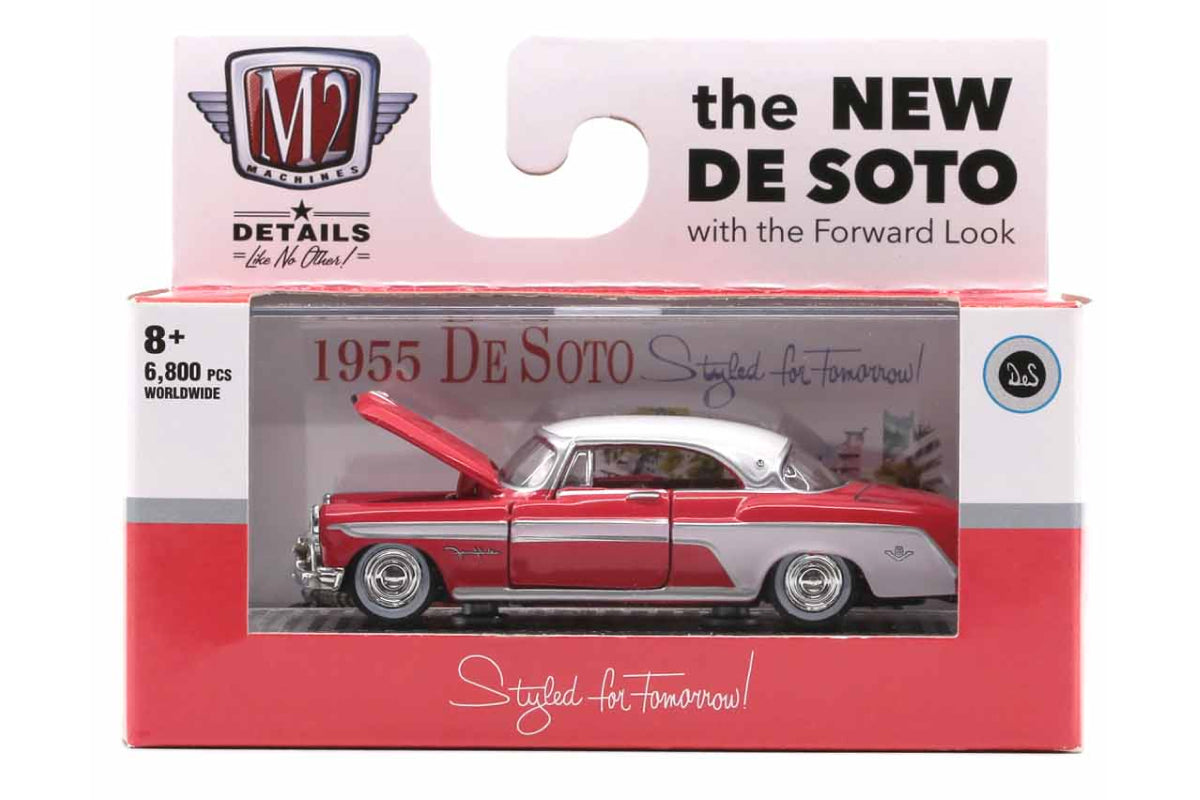 M2
MACHINES
DETAILS
Like No Other!
the NEW
DE SOTO
with the Forward Look
8+
6,800 PCS
WORLDWIDE
1955 DE SOTO Styled for Tomorrow!
DeS
Styled for Tomorrow!